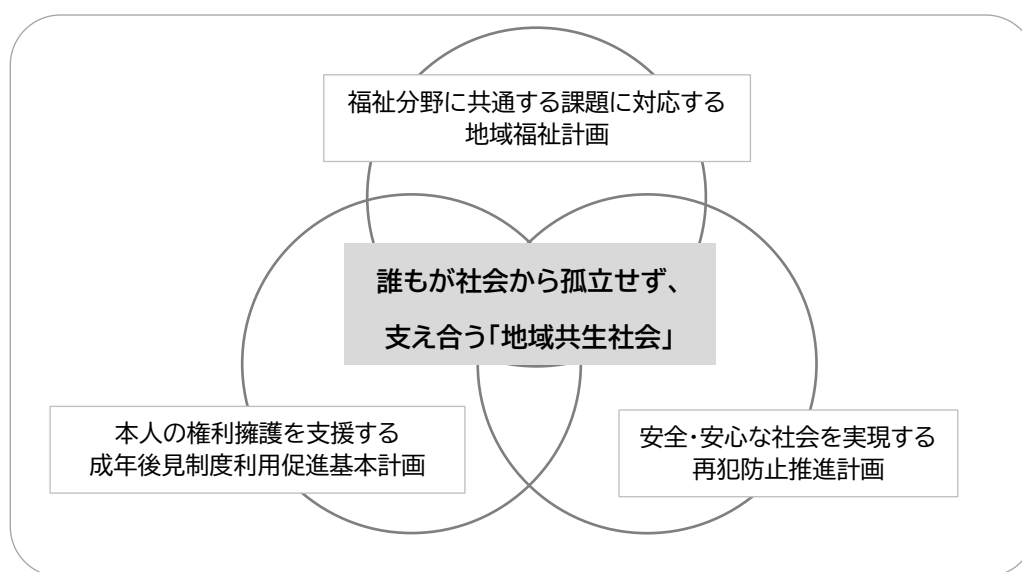 福祉分野に共通する課題に対応する
地域福祉計画
誰もが社会から孤立せず、
支え合う「地域共生社会」
本人の権利擁護を支援する
成年後見制度利用促進基本計画
安全・安心な社会を実現する
再犯防止推進計画